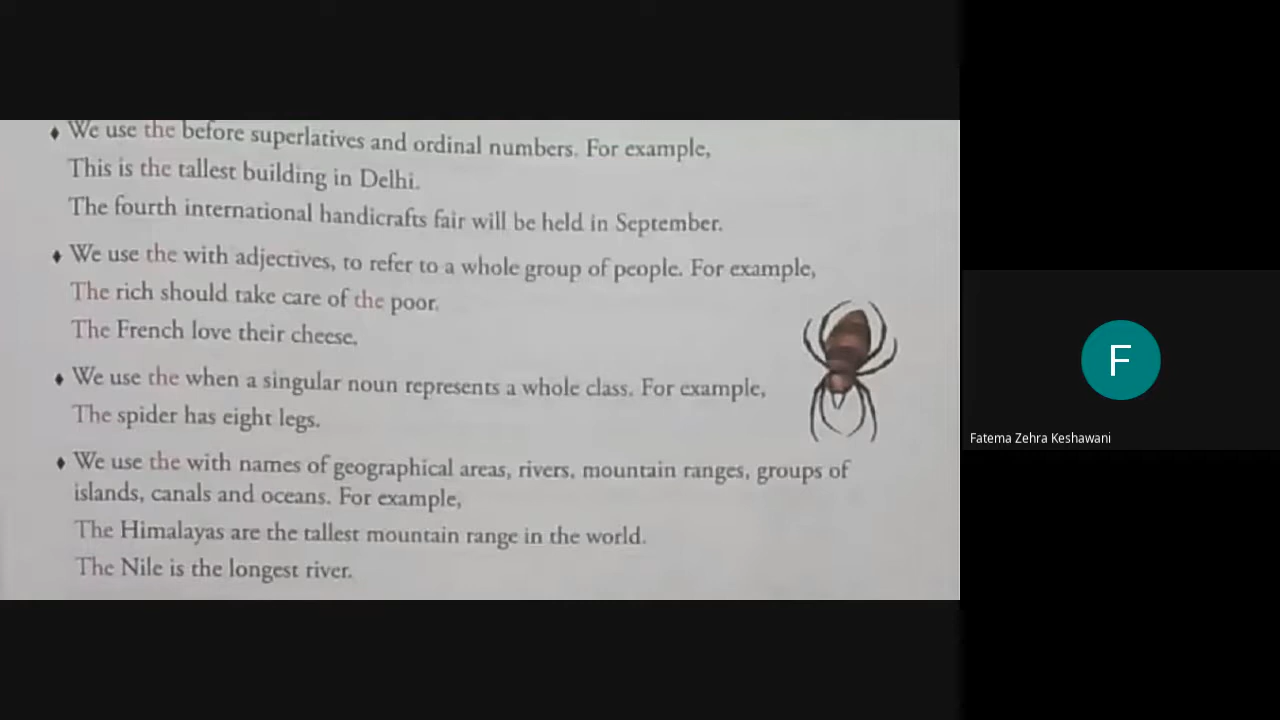 ♦ We use the before superlatives and ordinal numbers. For example,
This is the tallest building in Delhi.
The fourth international handicrafts fair will be held in September.
♦ We use the with adjectives, to refer to a whole group of people. For example,
The rich should take care of the poor.
The French love their cheese.
♦ We use the when a singular noun represents a whole class. For example,
The spider has eight legs.
♦ We use the with names of geographical areas, rivers, mountain ranges, groups of
islands, canals and oceans. For example,
The Himalayas are the tallest mountain range in the world.
The Nile is the longest river.
F
Fatema Zehra Keshawani